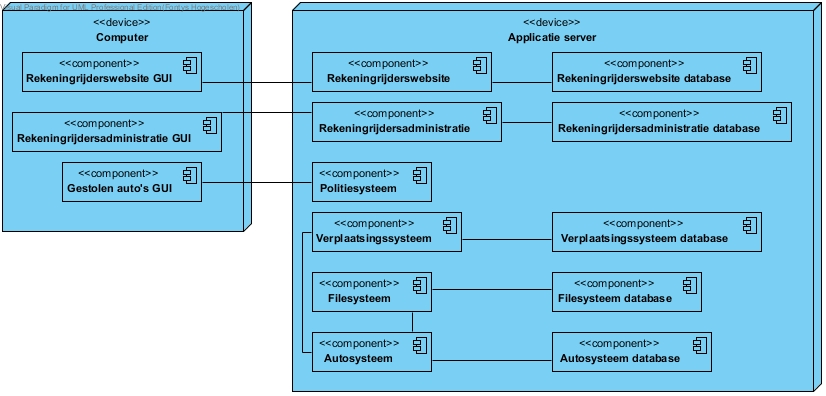 Visual Paradigm for UML Professional Edition(Fontys Hogescholen)
<<device>>
Computer
<<component>>
Rekeningrijderswebsite GUI
<<component>>
Rekeningrijdersadministratie GUI
<<component>>
Gestolen auto's GUI
<<device>>
Applicatie server
<<component>>
Rekeningrijderswebsite
<<component>>
Rekeningrijderswebsite database
<<component>>
Rekeningrijdersadministratie
<<component>>
Rekeningrijdersadministratie database
<<component>>
Politiesysteem
<<component>>
Verplaatsingssysteem
<<component>>
Verplaatsingssysteem database
<<component>>
Filesysteem
<<component>>
Filesysteem database
<<component>>
Autosysteem
<<component>>
Autosysteem database